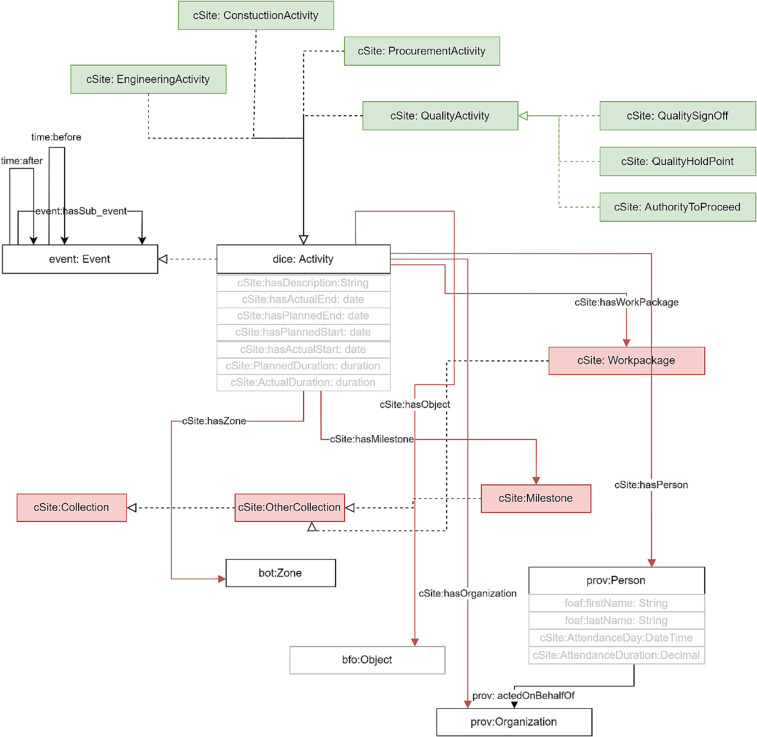 cSite: ConstuctiionActivity
cSite: ProcurementActivity
cSite: EngineeringActivity
cSite: QualityActivity
cSite: QualitySignOff
time:before
time:after
cSite: QualityHoldPoint
event:hasSub_event
cSite: AuthorityToProceed
event: Event
dice: Activity
cSite:hasDescription:String
cSite:hasActualEnd: date
cSite:hasPlannedEnd: date
cSite:hasPlannedStart: date
cSite:hasActualStart: date
cSite:PlannedDuration: duration
cSite:ActualDuration: duration
cSite:hasWorkPackage
cSite: Workpackage
cSite:hasObject
cSite:hasZone
cSite:hasMilestone
cSite:hasPerson
cSite:Collection
cSite:OtherCollection
cSite:Milestone
bot:Zone
prov:Person
foaf:firstName: String
foaf:lastName: String
cSite:AttendanceDay:DateTime
cSite:AttendanceDuration:Decimal
cSite:hasOrganization
bfo:Object
prov: actedOnBehalfOf
prov:Organization